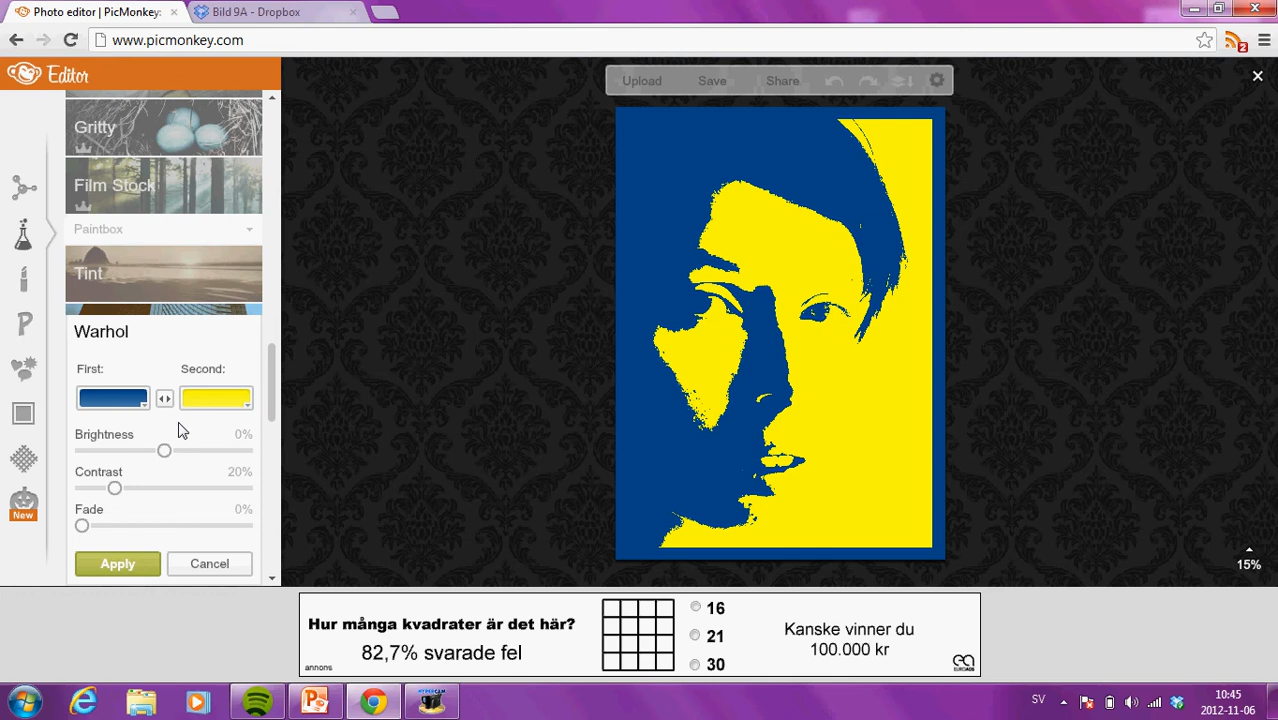 Photo editor | PicMonkey:
Bild 9A - Dropbox
www.picmonkey.com
2
Editor
Upload Save Share
Gritty
Film Stock
Paintbox
Tint
Warhol
First: Second:
Brightness 0%
Contrast 20%
Fade 0%
New
Apply Cancel
15%
Hur många kvadrater är det här?
82,7% svarade fel
annons
16
21
30
Kanske vinner du
100.000 kr
SV
10:45
2012-11-06